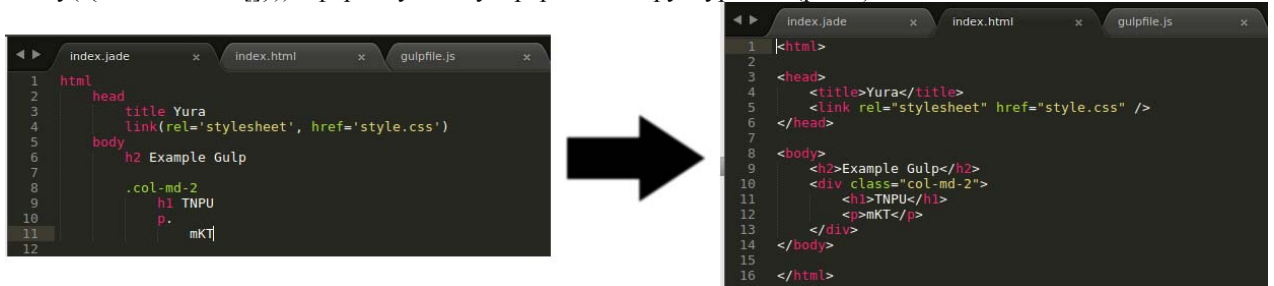 index.jade × index.html × gulpfile.js ×
1 html
2 head
3 title Yura
4 link(rel='stylesheet', href='style.css')
5 body
6 h2 Example Gulp
7
8 .col-md-2
9 h1 TNPU
10 p.
11 mKT
12
index.jade × index.html × gulpfile.js ×
1 <html>
2
3 <head>
4 <title>Yura</title>
5 <link rel="stylesheet" href="style.css" />
6 </head>
7
8 <body>
9 <h2>Example Gulp</h2>
10 <div class="col-md-2">
11 <h1>TNPU</h1>
12 <p>mKT</p>
13 </div>
14 </body>
15
16 </html>